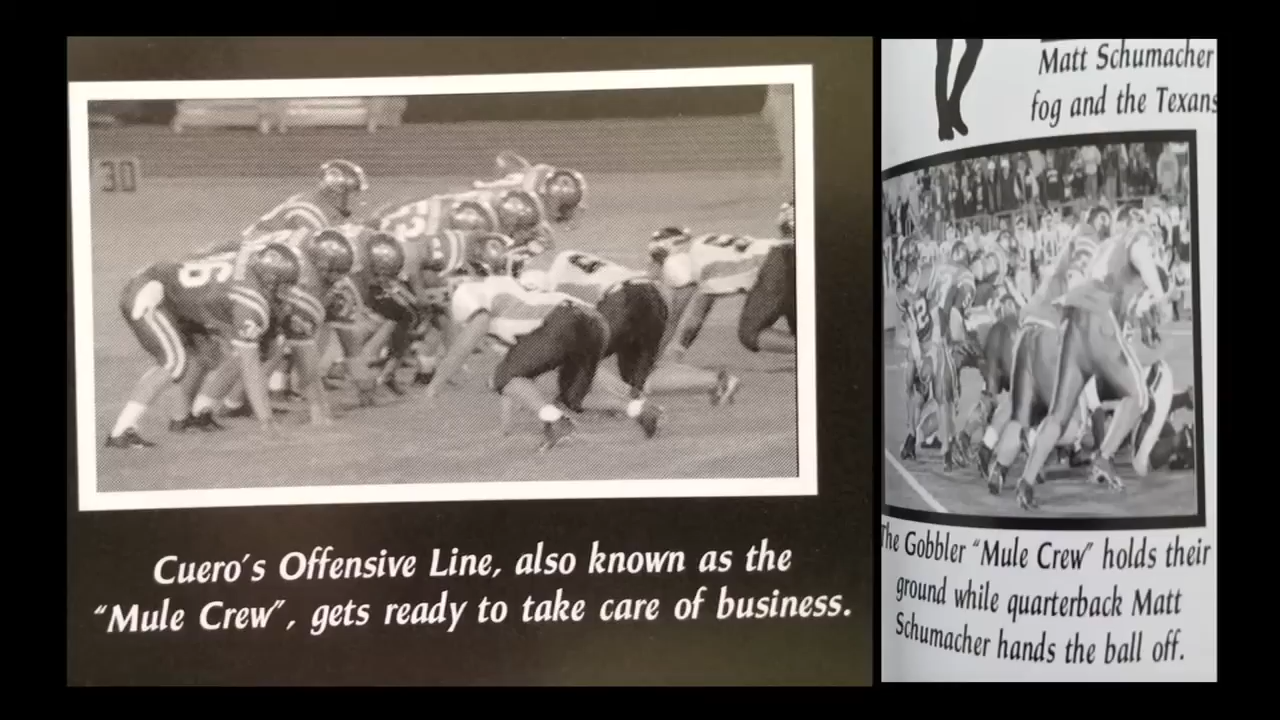 30
Cuero's Offensive Line, also known as the
"Mule Crew", gets ready to take care of business.
Matt Schumacher
fog and the Texans
12
The Gobbler "Mule Crew" holds their
ground while quarterback Matt
Schumacher hands the ball off.